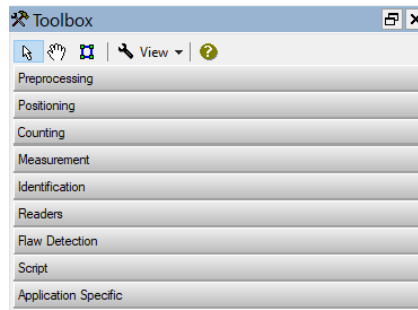 Toolbox
View
Preprocessing
Positioning
Counting
Measurement
Identification
Readers
Flaw Detection
Script
Application Specific